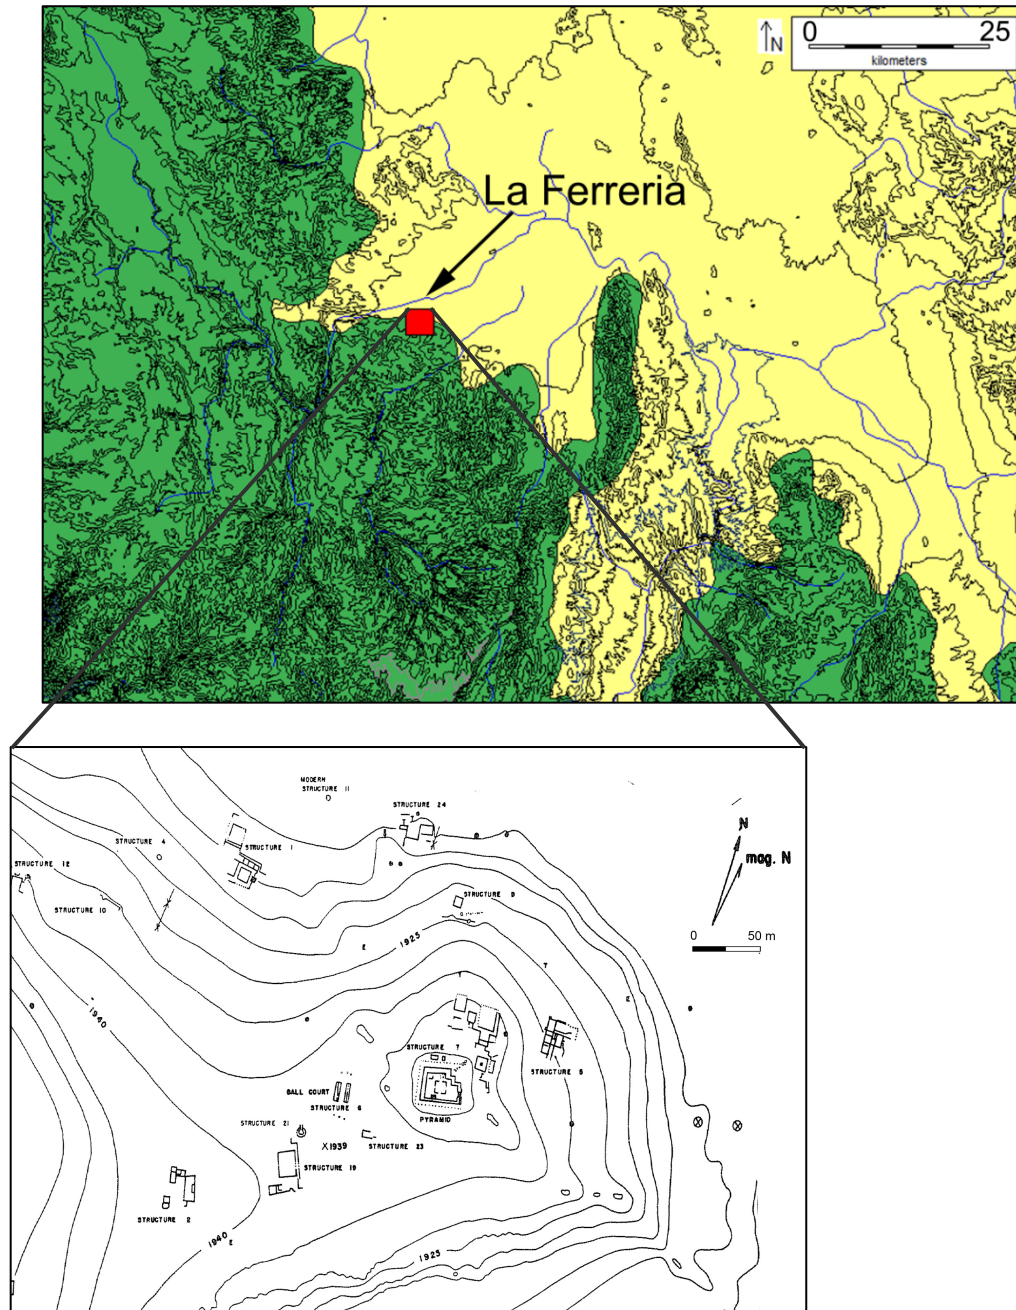 0 25
N
kilometers
La Ferreria
MODERN
STRUCTURE 11
STRUCTURE 24
STRUCTURE 4
STRUCTURE 1
N
mag. N
STRUCTURE 12
STRUCTURE 9
STRUCTURE 10
1925
0 50 m
1940
STRUCTURE 7
STRUCTURE 5
BALL COURT
STRUCTURE 6
PYRAMID
STRUCTURE 21
X1939
STRUCTURE 23
STRUCTURE 19
STRUCTURE 2
1940
1925